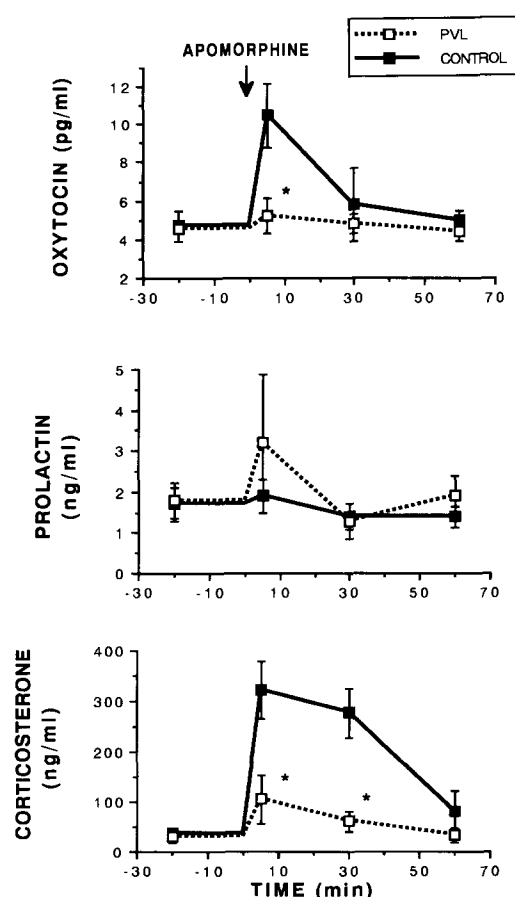 PVL
CONTROL
APOMORPHINE
OXYTOCIN (pg/ml)
12
10
8
6
4
2
-30 -10 10 30 50 70
*
PROLACTIN
(ng/ml)
5
4
3
2
1
0
-30 -10 10 30 50 70
CORTICOSTERONE
(ng/ml)
400
300
200
100
0
* *
-30 -10 10 30 50 70
TIME (min)